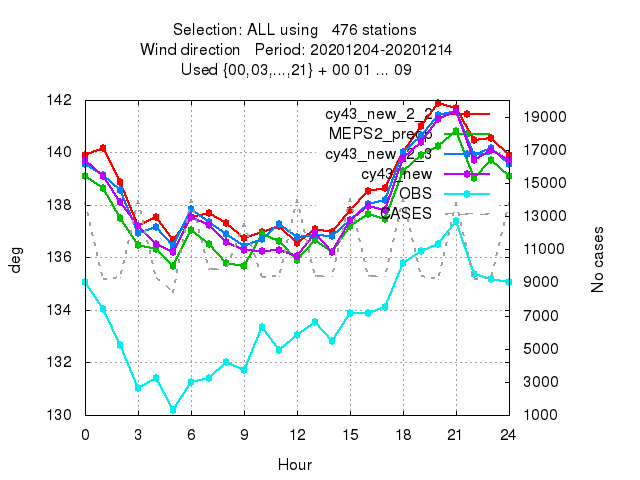 Selection: ALL using 476 stations
Wind direction Period: 20201204-20201214
Used {00,03,...,21} + 00 01 ... 09
142
140
138
136
134
132
130
deg
cy43_new_2_2
MEPS2_preop
cy43_new_2_3
cy43_new
OBS
CASES
19000
17000
15000
13000
11000
9000
7000
5000
3000
1000
No cases
0 3 6 9 12 15 18 21 24
Hour